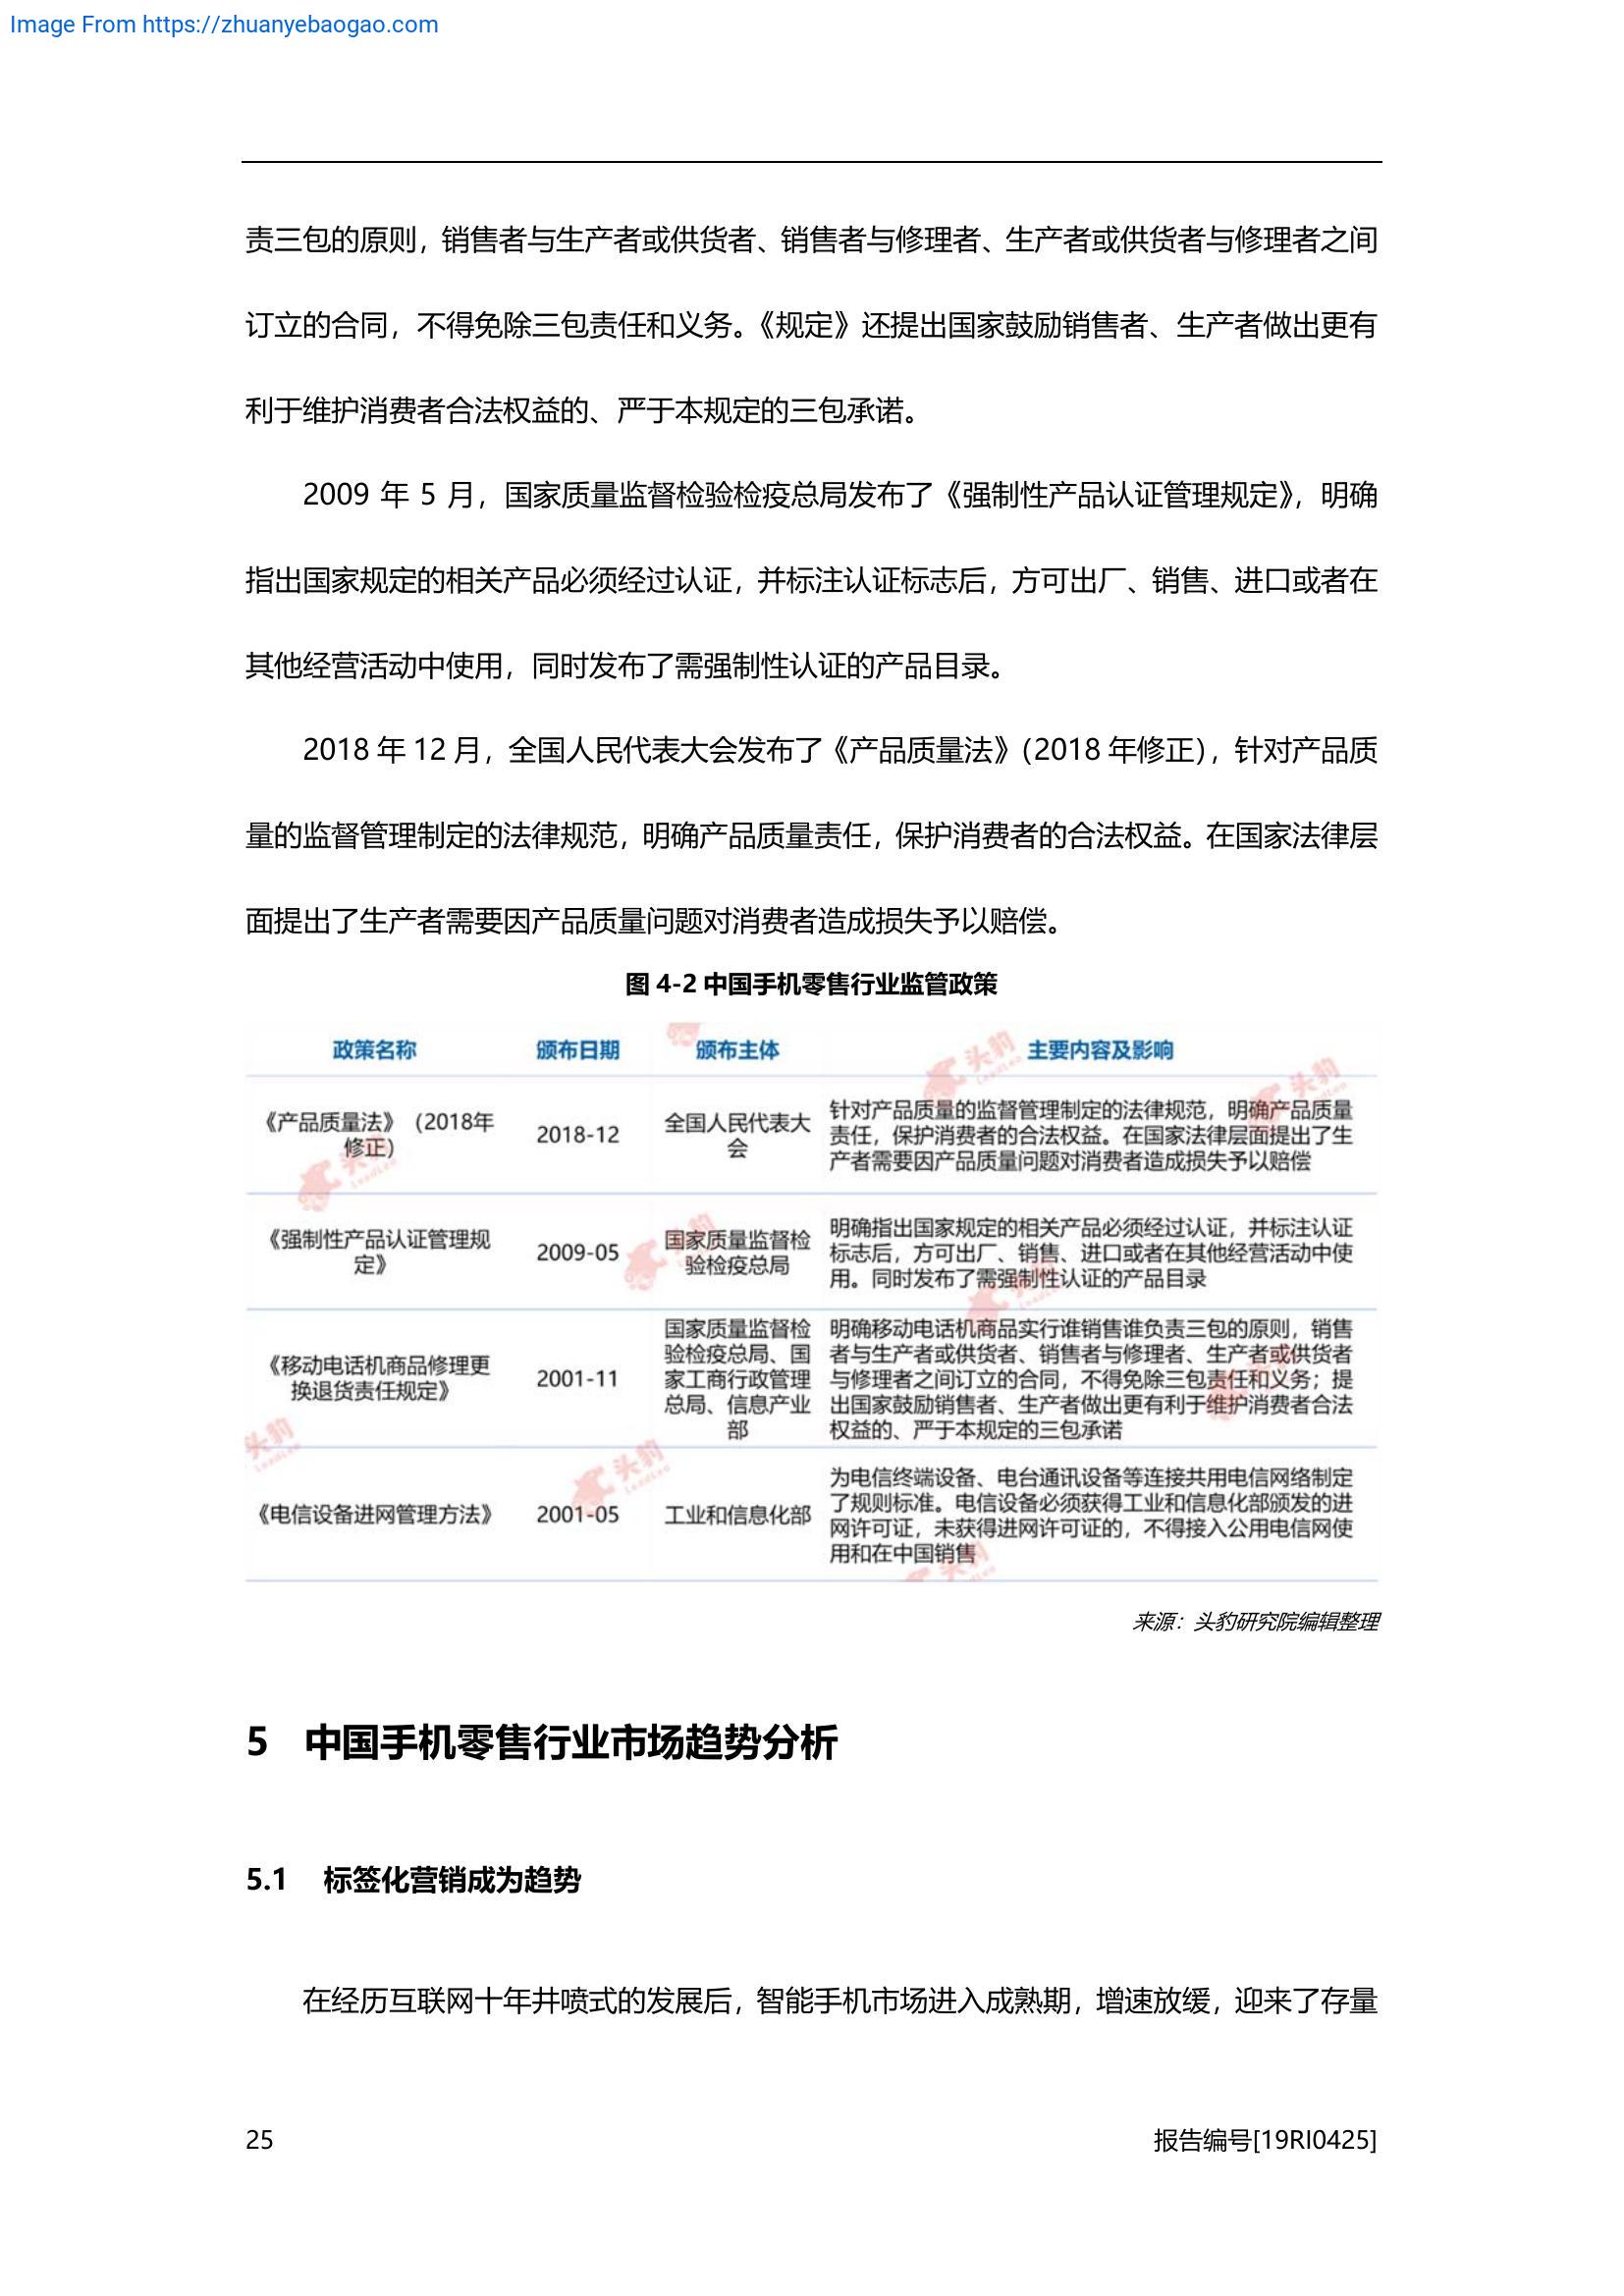 Image From https://zhuanyebaogao.com
责三包的原则，销售者与生产者或供货者、销售者与修理者、生产者或供货者与修理者之间
订立的合同，不得免除三包责任和义务。《规定》还提出国家鼓励销售者、生产者做出更有
利于维护消费者合法权益的、严于本规定的三包承诺。
2009 年 5 月，国家质量监督检验检疫总局发布了《强制性产品认证管理规定》，明确
指出国家规定的相关产品必须经过认证，并标注认证标志后，方可出厂、销售、进口或者在
其他经营活动中使用，同时发布了需强制性认证的产品目录。
2018 年 12 月，全国人民代表大会发布了《产品质量法》（2018 年修正），针对产品质
量的监督管理制定的法律规范，明确产品质量责任，保护消费者的合法权益。在国家法律层
面提出了生产者需要因产品质量问题对消费者造成损失予以赔偿。
图 4-2 中国手机零售行业监管政策
政策名称 颁布日期 颁布主体 主要内容及影响
《产品质量法》（2018年
修正）
2018-12
全国人民代表大
会
针对产品质量的监督管理制定的法律规范，明确产品质量
责任，保护消费者的合法权益。在国家法律层面提出了生
产者需要因产品质量问题对消费者造成损失予以赔偿
《强制性产品认证管理规
定》
2009-05
国家质量监督检
验检疫总局
明确指出国家规定的相关产品必须经过认证，并标注认证
标志后，方可出厂、销售、进口或者在其他经营活动中使
用。同时发布了需强制性认证的产品目录
《移动电话机商品修理更
换退货责任规定》
2001-11
国家质量监督检
验检疫总局、国
家工商行政管理
总局、信息产业
部
明确移动电话机商品实行谁销售谁负责三包的原则，销售
者与生产者或供货者、销售者与修理者、生产者或供货者
与修理者之间订立的合同，不得免除三包责任和义务；提
出国家鼓励销售者、生产者做出更有利于维护消费者合法
权益的、严于本规定的三包承诺
《电信设备进网管理方法》
2001-05
工业和信息化部
为电信终端设备、电台通讯设备等连接共用电信网络制定
了规则标准。电信设备必须获得工业和信息化部颁发的进
网许可证，未获得进网许可证的，不得接入公用电信网使
用和在中国销售
来源：头豹研究院编辑整理
5 中国手机零售行业市场趋势分析
5.1 标签化营销成为趋势
在经历互联网十年井喷式的发展后，智能手机市场进入成熟期，增速放缓，迎来了存量
25
报告编号[19RI0425]